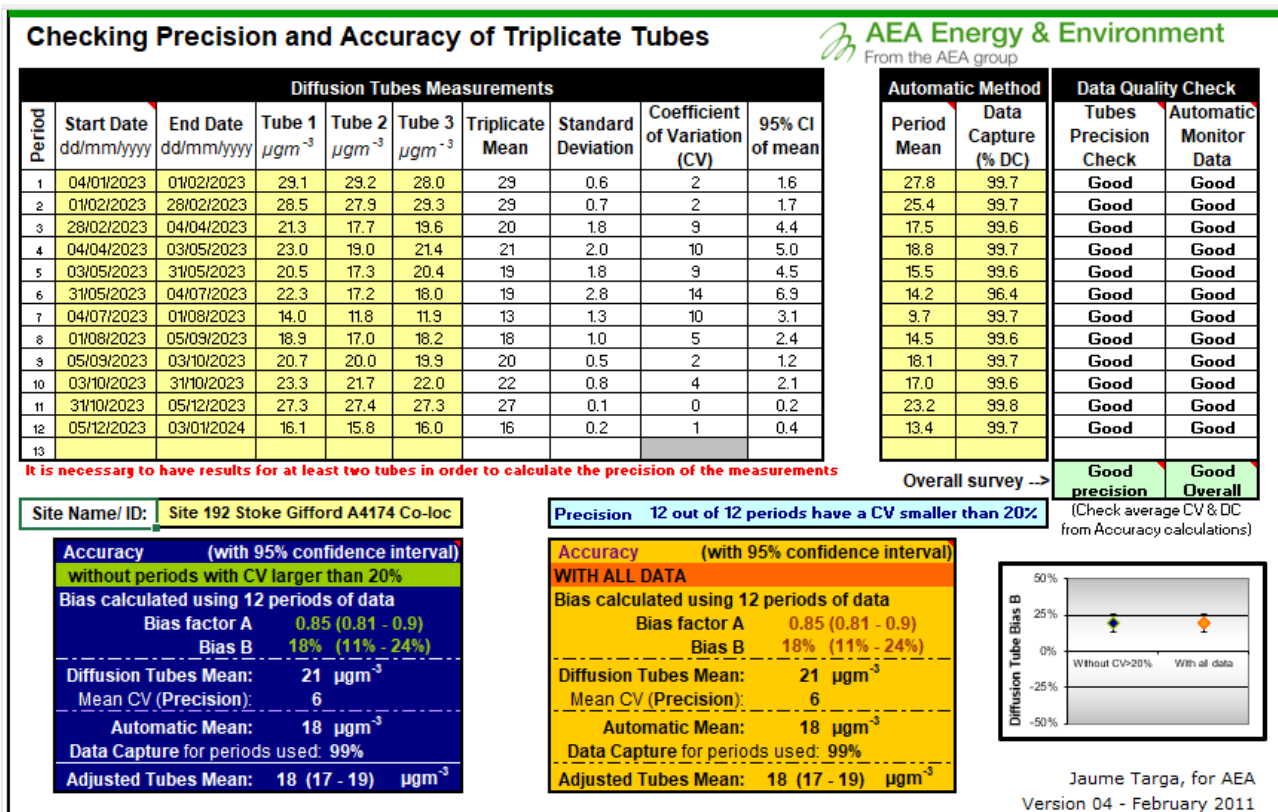 Checking Precision and Accuracy of Triplicate Tubes
AEA Energy & Environment
From the AEA group
Diffusion Tubes Measurements
Automatic Method
Data Quality Check
Period | Start Date dd/mm/yyyy | End Date dd/mm/yyyy | Tube 1 µgm⁻³ | Tube 2 µgm⁻³ | Tube 3 µgm⁻³ | Triplicate Mean | Standard Deviation | Coefficient of Variation (CV) | 95% CI of mean | Period Mean | Data Capture (% DC) | Tubes Precision Check | Automatic Monitor Data
1 | 04/01/2023 | 01/02/2023 | 29.1 | 29.2 | 28.0 | 29 | 0.6 | 2 | 1.6 | 27.8 | 99.7 | Good | Good
2 | 01/02/2023 | 28/02/2023 | 28.5 | 27.9 | 29.3 | 29 | 0.7 | 2 | 1.7 | 25.4 | 99.7 | Good | Good
3 | 28/02/2023 | 04/04/2023 | 21.3 | 17.7 | 19.6 | 20 | 1.8 | 9 | 4.4 | 17.5 | 99.6 | Good | Good
4 | 04/04/2023 | 03/05/2023 | 23.0 | 19.0 | 21.4 | 21 | 2.0 | 10 | 5.0 | 18.8 | 99.7 | Good | Good
5 | 03/05/2023 | 31/05/2023 | 20.5 | 17.3 | 20.4 | 19 | 1.8 | 9 | 4.5 | 15.5 | 99.6 | Good | Good
6 | 31/05/2023 | 04/07/2023 | 22.3 | 17.2 | 18.0 | 19 | 2.8 | 14 | 6.9 | 14.2 | 96.4 | Good | Good
7 | 04/07/2023 | 01/08/2023 | 14.0 | 11.8 | 11.9 | 13 | 1.3 | 10 | 3.1 | 9.7 | 99.7 | Good | Good
8 | 01/08/2023 | 05/09/2023 | 18.9 | 17.0 | 18.2 | 18 | 1.0 | 5 | 2.4 | 14.5 | 99.6 | Good | Good
9 | 05/09/2023 | 03/10/2023 | 20.7 | 20.0 | 19.9 | 20 | 0.5 | 2 | 1.2 | 18.1 | 99.7 | Good | Good
10 | 03/10/2023 | 31/10/2023 | 23.3 | 21.7 | 22.0 | 22 | 0.8 | 4 | 2.1 | 17.0 | 99.6 | Good | Good
11 | 31/10/2023 | 05/12/2023 | 27.3 | 27.4 | 27.3 | 27 | 0.1 | 0 | 0.2 | 23.2 | 99.8 | Good | Good
12 | 05/12/2023 | 03/01/2024 | 16.1 | 15.8 | 16.0 | 16 | 0.2 | 1 | 0.4 | 13.4 | 99.7 | Good | Good
13
It is necessary to have results for at least two tubes in order to calculate the precision of the measurements
Overall survey -->
Good precision | Good Overall
Site Name/ ID: Site 192 Stoke Gifford A4174 Co-loc
Precision 12 out of 12 periods have a CV smaller than 20%
(Check average CV & DC
from Accuracy calculations)
Accuracy (with 95% confidence interval)
without periods with CV larger than 20%
Bias calculated using 12 periods of data
Bias factor A 0.85 (0.81 - 0.9)
Bias B 18% (11% - 24%)
Diffusion Tubes Mean: 21 µgm⁻³
Mean CV (Precision): 6
Automatic Mean: 18 µgm⁻³
Data Capture for periods used: 99%
Adjusted Tubes Mean: 18 (17 - 19) µgm⁻³
Accuracy (with 95% confidence interval)
WITH ALL DATA
Bias calculated using 12 periods of data
Bias factor A 0.85 (0.81 - 0.9)
Bias B 18% (11% - 24%)
Diffusion Tubes Mean: 21 µgm⁻³
Mean CV (Precision): 6
Automatic Mean: 18 µgm⁻³
Data Capture for periods used: 99%
Adjusted Tubes Mean: 18 (17 - 19) µgm⁻³
Diffusion Tube Bias B
50%
25%
0%
-25%
-50%
Without CV>20%
With all data
Jaume Targa, for AEA
Version 04 - February 2011